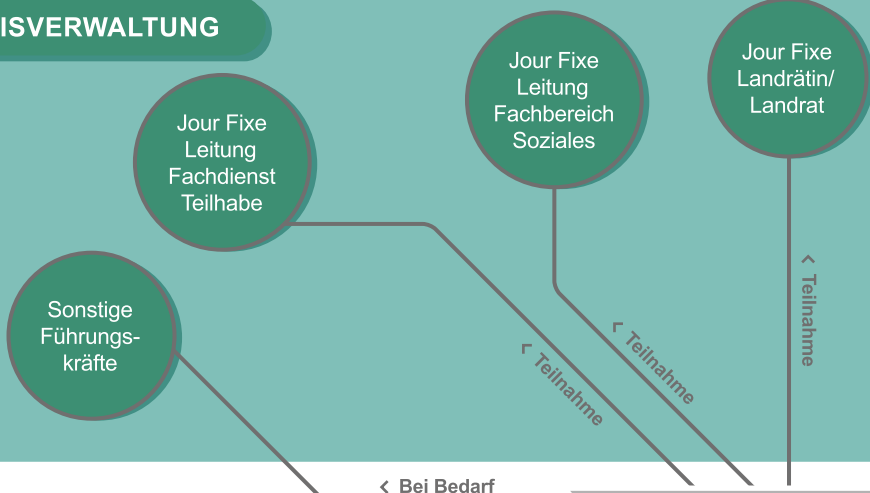 ISVERWALTUNG
Jour Fixe
Leitung
Fachdienst
Teilhabe
Jour Fixe
Leitung
Fachbereich
Soziales
Jour Fixe
Landrätin/
Landrat
Sonstige
Führungs-
kräfte
< Teilnahme
< Teilnahme
< Teilnahme
< Bei Bedarf